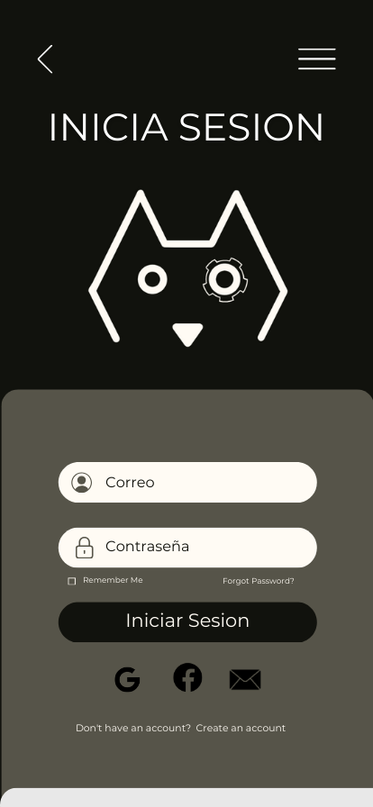 INICIA SESION
Correo
Contraseña
Remember Me Forgot Password?
Iniciar Sesion
Don't have an account? Create an account